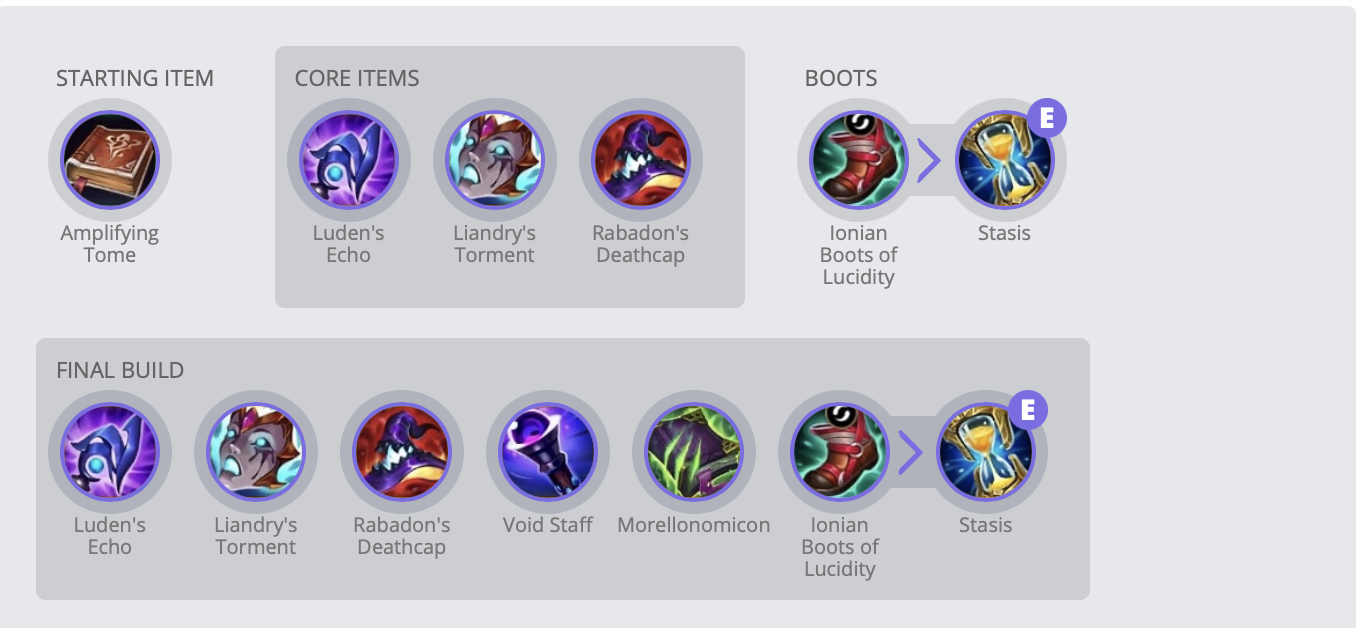 STARTING ITEM
Amplifying
Tome
CORE ITEMS
Luden's
Echo
Liandry's
Torment
Rabadon's
Deathcap
BOOTS
Ionian
Boots of
Lucidity
E
Stasis
FINAL BUILD
Luden's
Echo
Liandry's
Torment
Rabadon's
Deathcap
Void Staff
Morellonomicon
Ionian
Boots of
Lucidity
E
Stasis